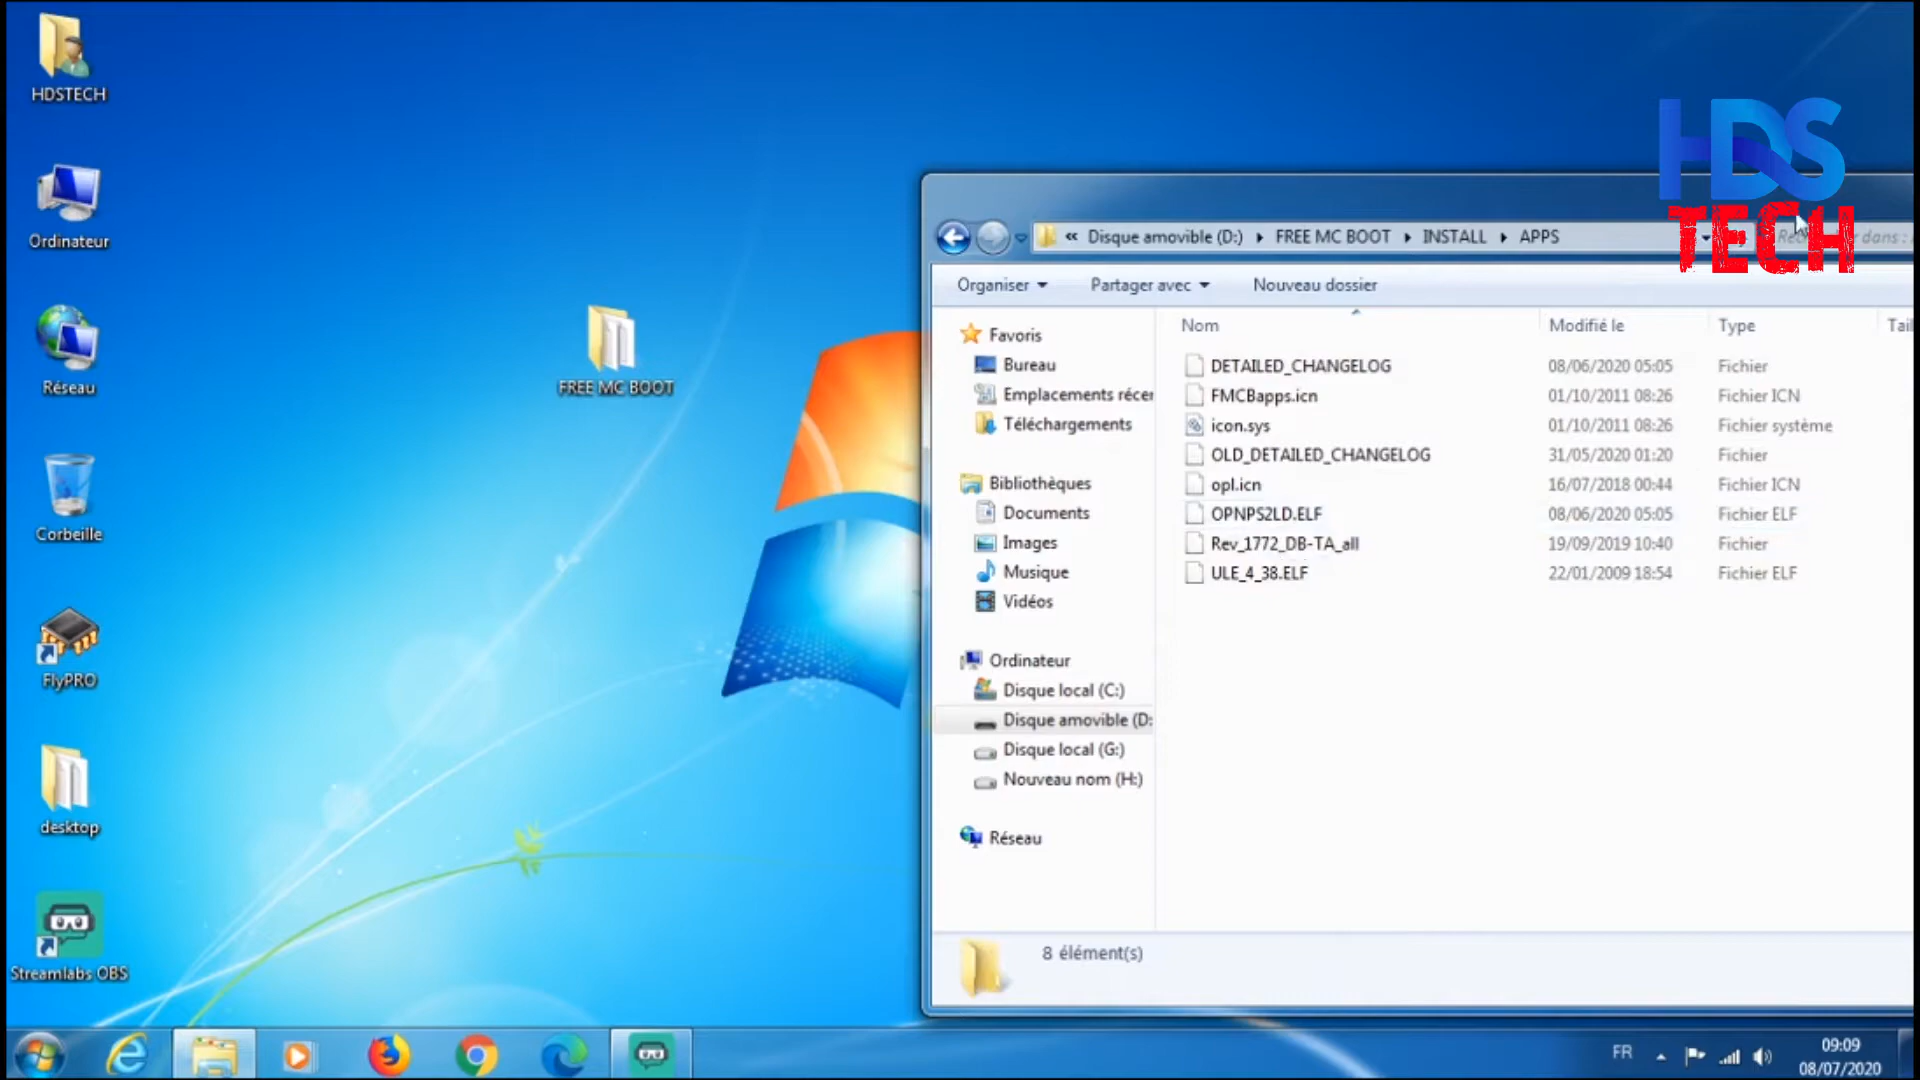 HDSTECH
Ordinateur
Réseau
Corbeille
FlyPRO
desktop
Streamlabs OBS
FREE MC BOOT
HDS
TECH
« Disque amovible (D:) FREE MC BOOT INSTALL APPS
dans :
Organiser Partager avec Nouveau dossier
Favoris
Bureau
Emplacements récer
Téléchargements
Bibliothèques
Documents
Images
Musique
Vidéos
Ordinateur
Disque local (C:)
Disque amovible (D:
Disque local (G:)
Nouveau nom (H:)
Réseau
Nom Modifié le Type Tail
DETAILED_CHANGELOG 08/06/2020 05:05 Fichier
FMCBapps.icn 01/10/2011 08:26 Fichier ICN
icon.sys 01/10/2011 08:26 Fichier système
OLD_DETAILED_CHANGELOG 31/05/2020 01:20 Fichier
opl.icn 16/07/2018 00:44 Fichier ICN
OPNPS2LD.ELF 08/06/2020 05:05 Fichier ELF
Rev_1772_DB-TA_all 19/09/2019 10:40 Fichier
ULE_4_38.ELF 22/01/2009 18:54 Fichier ELF
8 élément(s)
FR
09:09
08/07/2020